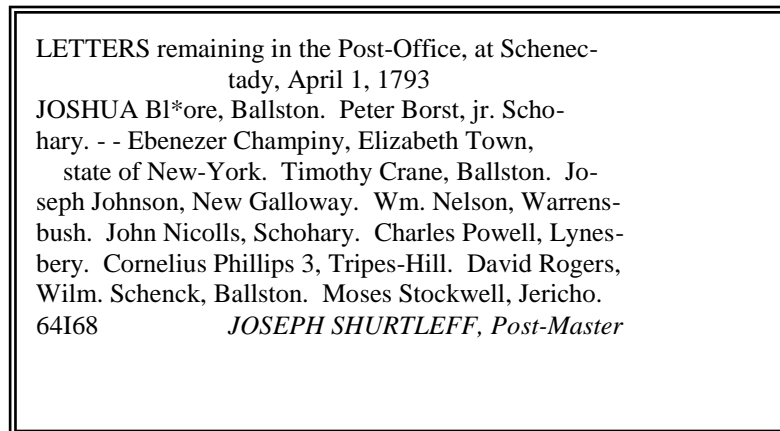 LETTERS remaining in the Post-Office, at Schenec-
tady, April 1, 1793
JOSHUA Bl*ore, Ballston. Peter Borst, jr. Scho-
hary. - - Ebenezer Champiny, Elizabeth Town,
state of New-York. Timothy Crane, Ballston. Jo-
seph Johnson, New Galloway. Wm. Nelson, Warrens-
bush. John Nicolls, Schohary. Charles Powell, Lynes-
bery. Cornelius Phillips 3, Tripes-Hill. David Rogers,
Wilm. Schenck, Ballston. Moses Stockwell, Jericho.
64I68 JOSEPH SHURTLEFF, Post-Master